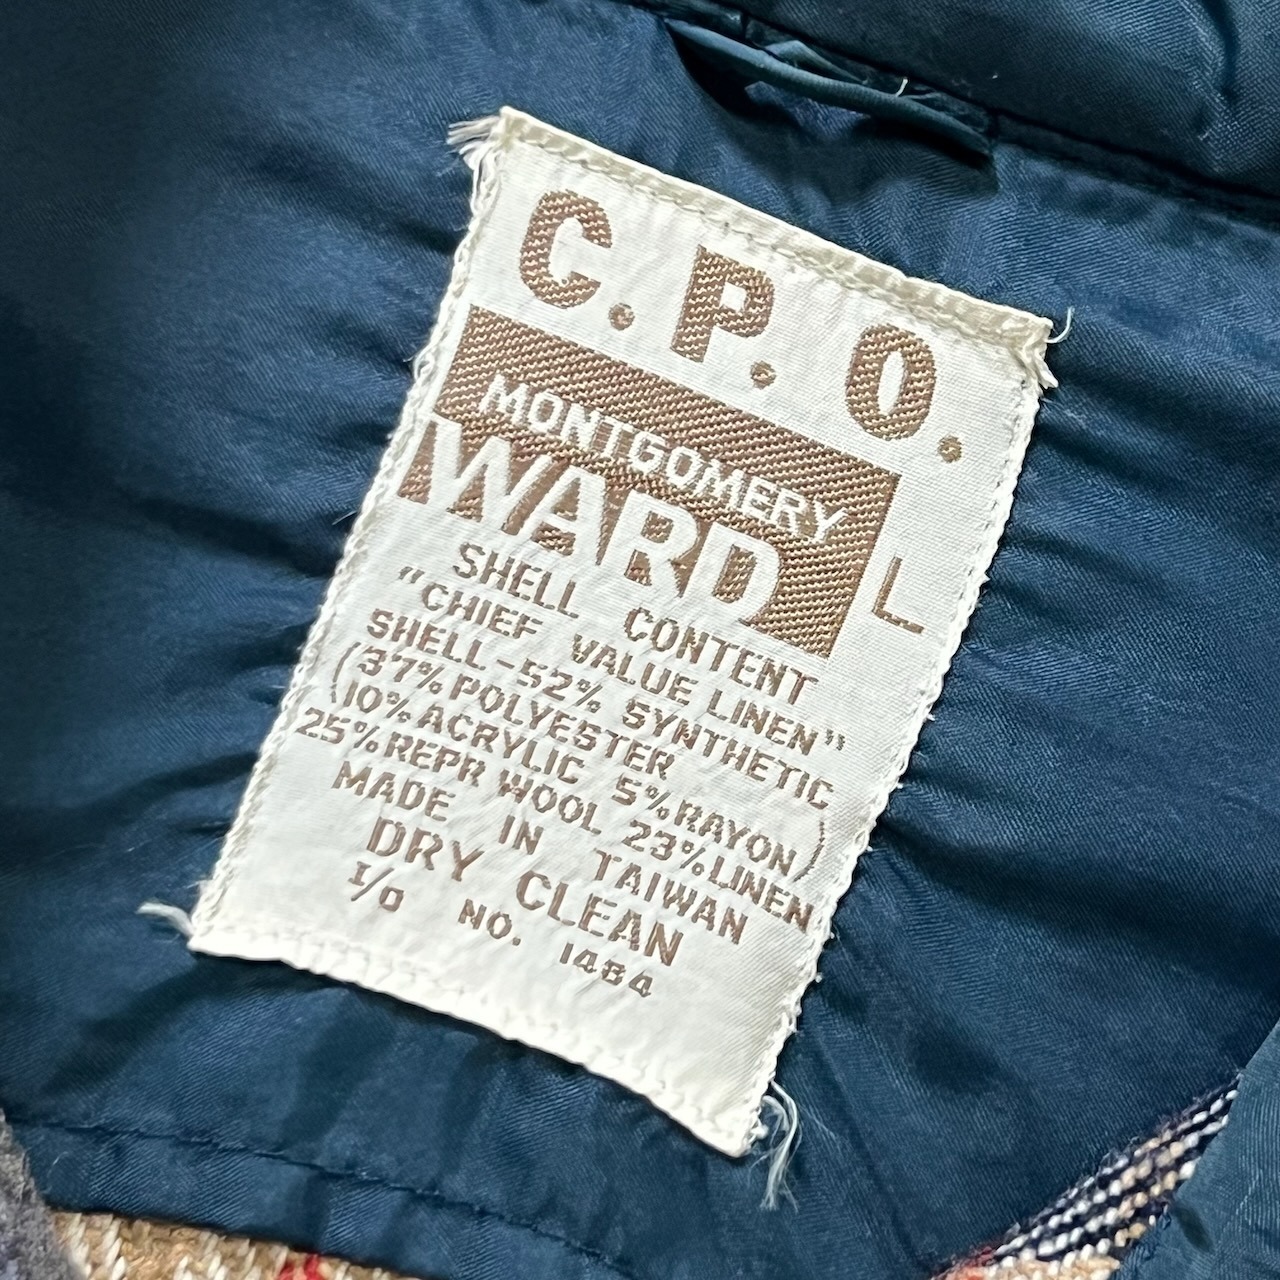 C.P.O.
MONTGOMERY
WARD
L
SHELL CONTENT
"CHIEF VALUE LINEN"
SHELL-52% SYNTHETIC
(37% POLYESTER
(10% ACRYLIC 5% RAYON)
25% REPR WOOL 23% LINEN
MADE IN TAIWAN
DRY CLEAN
I/O NO. 1484